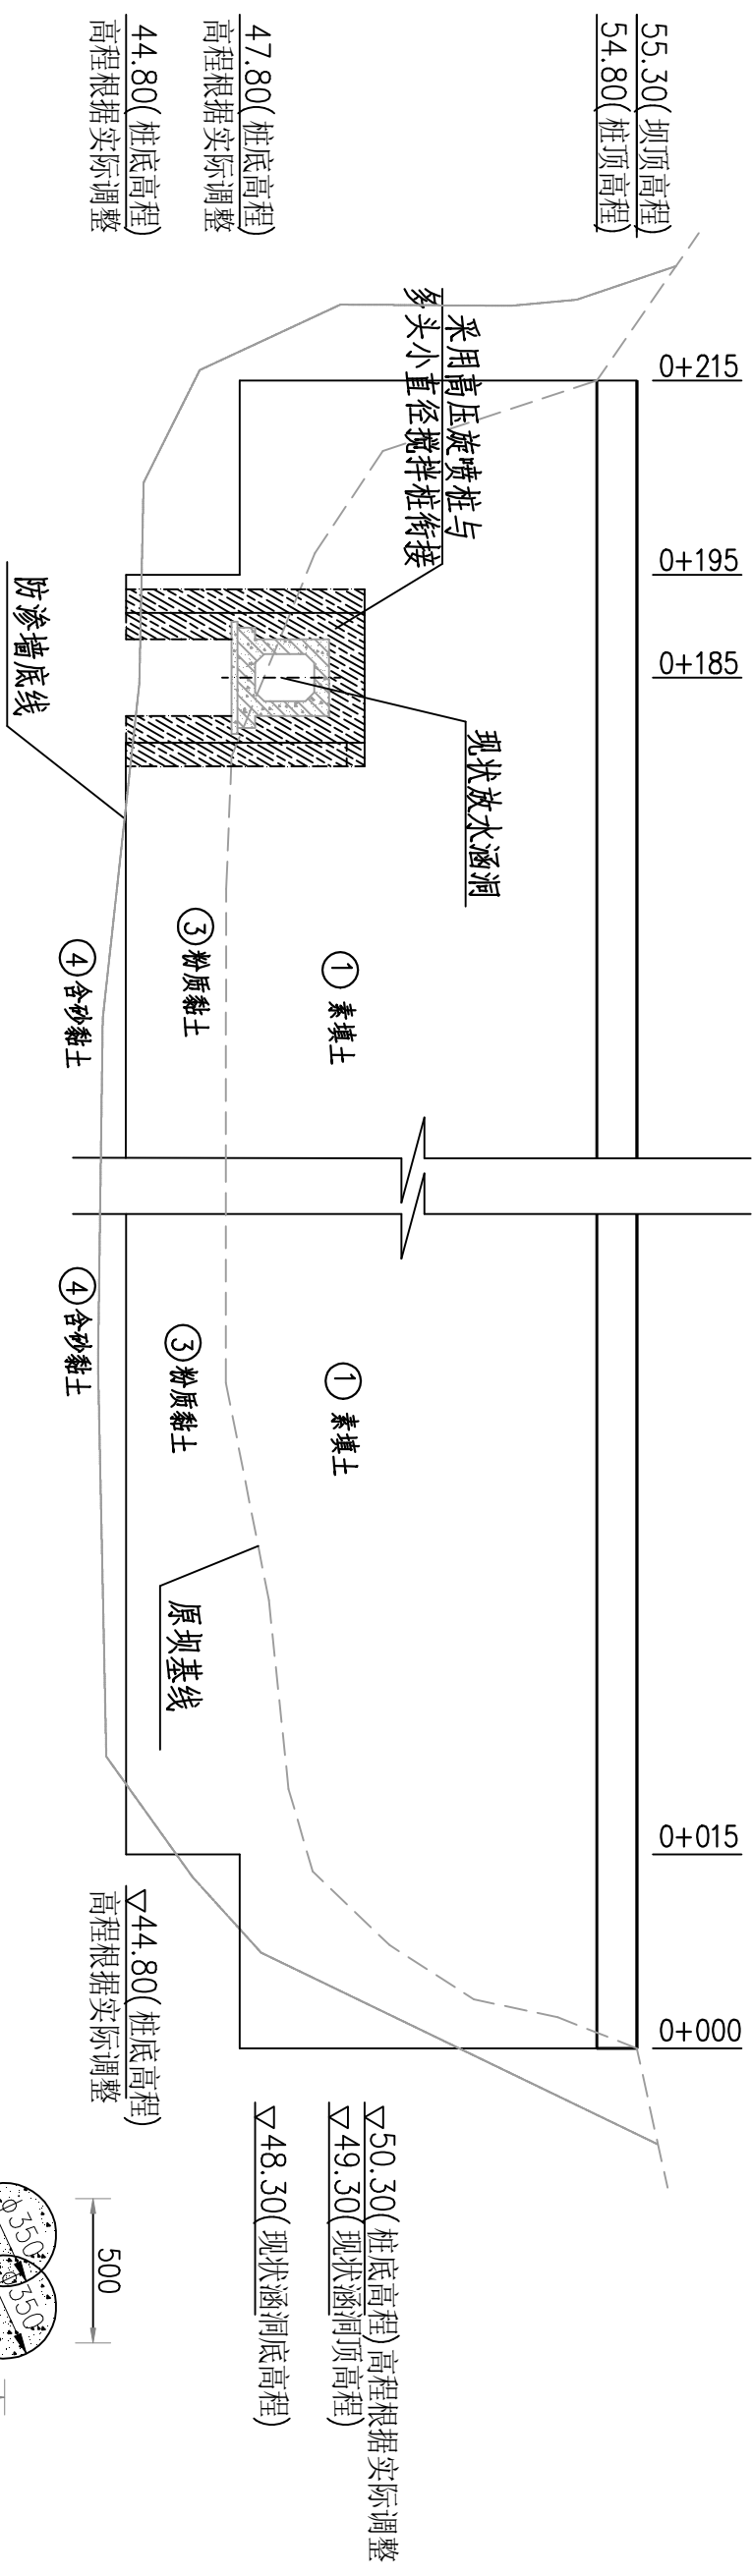 55.30(坝顶高程)
54.80(桩顶高程)
47.80(桩底高程)
高程根据实际调整
44.80(桩底高程)
高程根据实际调整
0+215
0+195
0+185
0+015
0+000
采用高压旋喷桩与
多头小直径搅拌桩衔接
现状放水涵洞
防渗墙底线
① 素填土
③粉质黏土
④含砂黏土
① 素填土
③粉质黏土
④含砂黏土
原坝基线
▽50.30(桩底高程)高程根据实际调整
▽49.30(现状涵洞顶高程)
▽48.30(现状涵洞底高程)
▽44.80(桩底高程)
高程根据实际调整
500
φ350
φ350